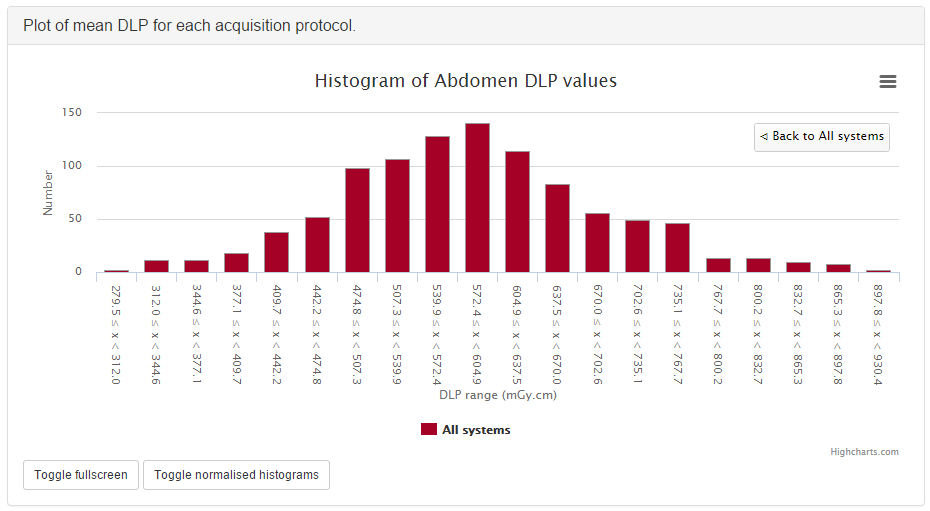 Plot of mean DLP for each acquisition protocol.
Histogram of Abdomen DLP values
◅ Back to All systems
Number
150
100
50
0
279.5 ≤ x < 312.0
312.0 ≤ x < 344.6
344.6 ≤ x < 377.1
377.1 ≤ x < 409.7
409.7 ≤ x < 442.2
442.2 ≤ x < 474.8
474.8 ≤ x < 507.3
507.3 ≤ x < 539.9
539.9 ≤ x < 572.4
572.4 ≤ x < 604.9
604.9 ≤ x < 637.5
637.5 ≤ x < 670.0
670.0 ≤ x < 702.6
702.6 ≤ x < 735.1
735.1 ≤ x < 767.7
767.7 ≤ x < 800.2
800.2 ≤ x < 832.7
832.7 ≤ x < 865.3
865.3 ≤ x < 897.8
897.8 ≤ x < 930.4
DLP range (mGy.cm)
All systems
Highcharts.com
Toggle fullscreen
Toggle normalised histograms